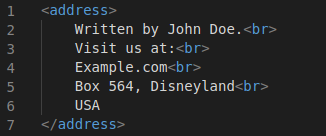 1 <address>
2 Written by John Doe.<br>
3 Visit us at:<br>
4 Example.com<br>
5 Box 564, Disneyland<br>
6 USA
7 </address>